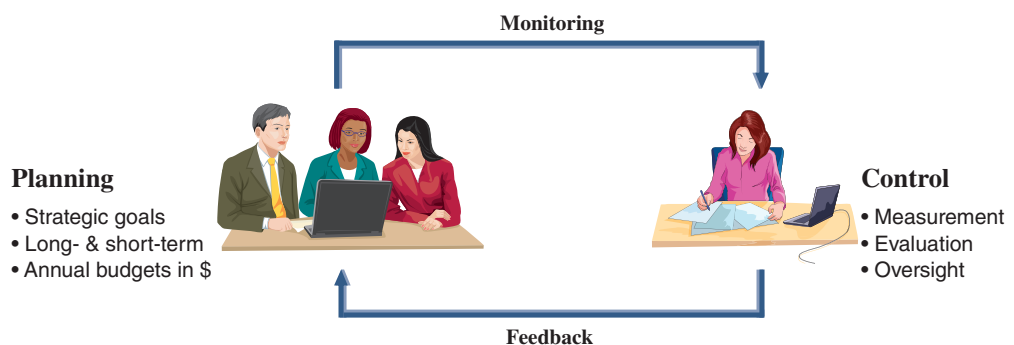 Monitoring
Planning
• Strategic goals
• Long- & short-term
• Annual budgets in $
Control
• Measurement
• Evaluation
• Oversight
Feedback